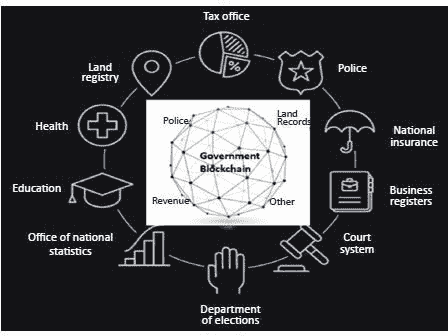 Tax office
Police
National
insurance
Business
registers
Court
system
Department
of elections
Office of national
statistics
Education
Health
Land
registry
%
Police
Land
Records
Government
Blockchain
Revenue
Other